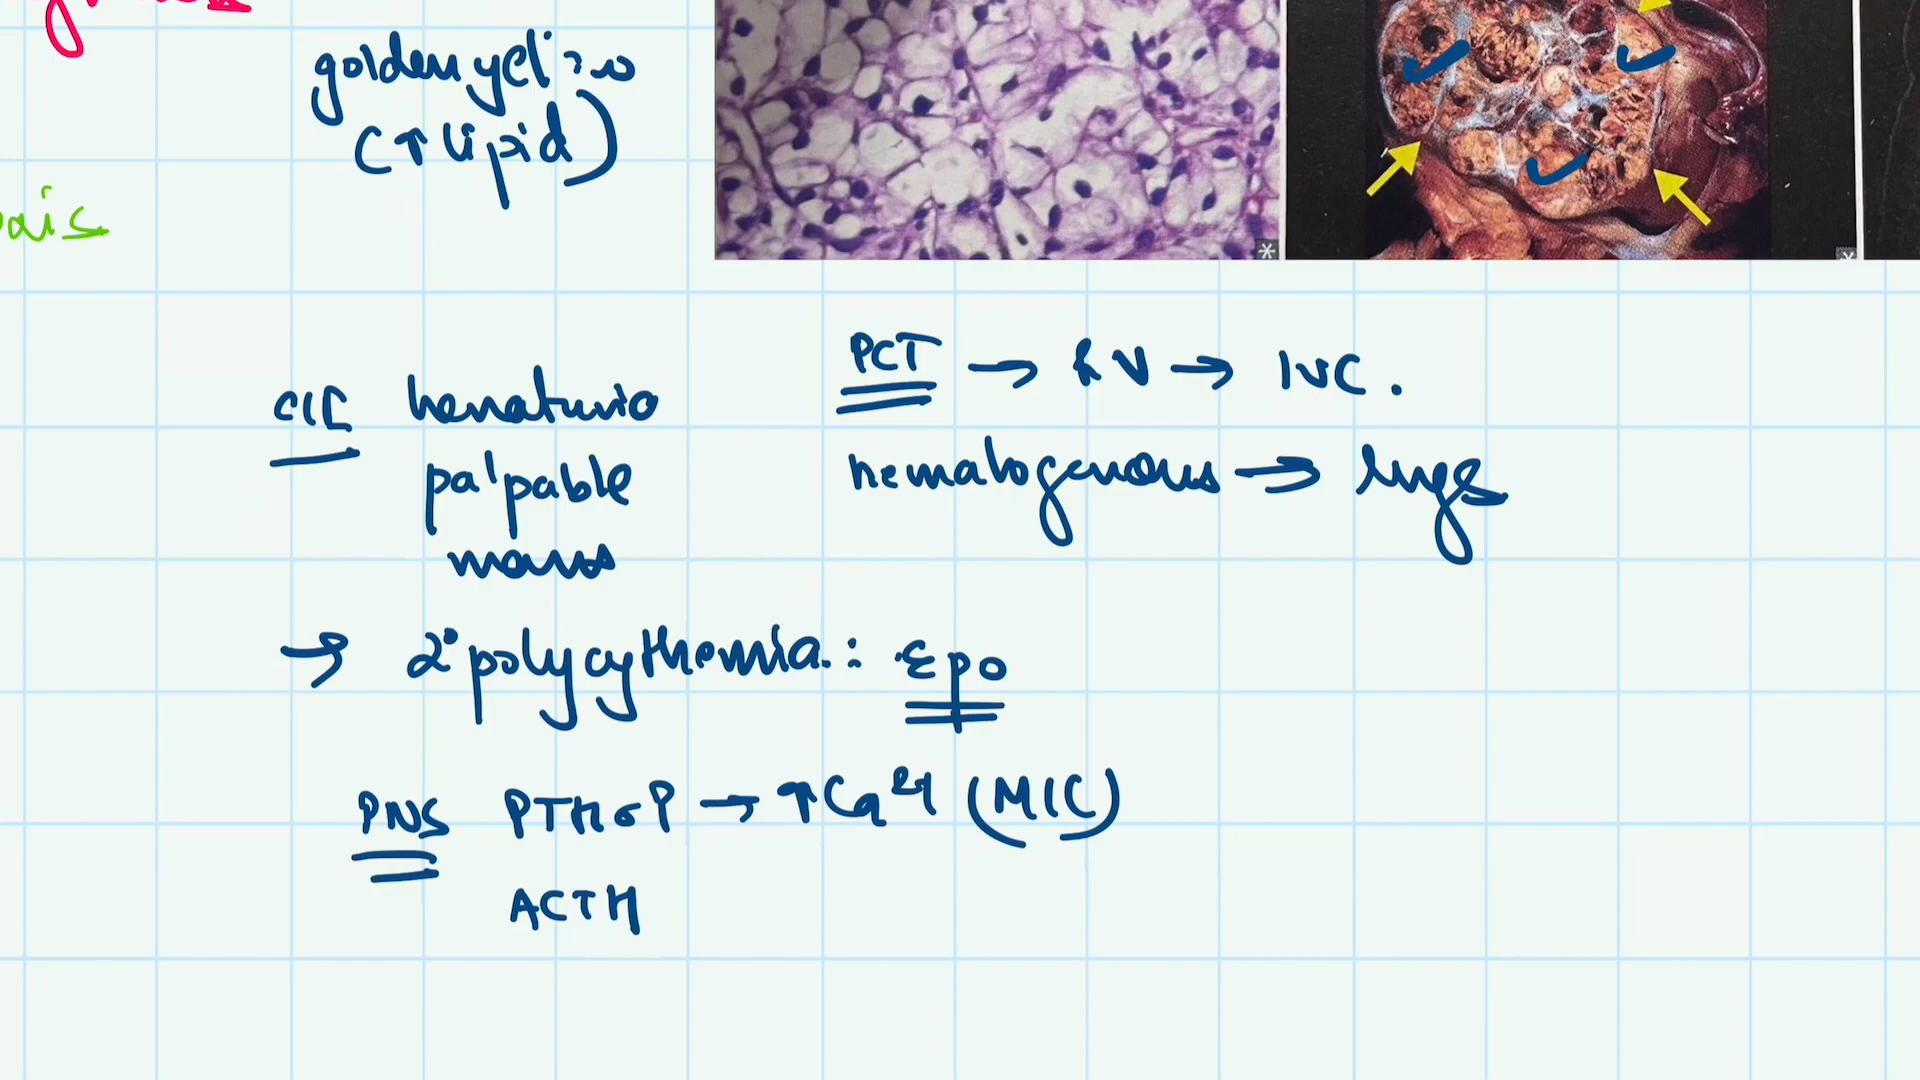 golden yellow
(↑ lipid)
C/F hematuria
palpable
mass
PCT → RV → IVC.
hematogenous → lungs
→ 2° polycythemia : Epo
PNS PTHrP → ↑Ca2+ (MIC)
ACTH